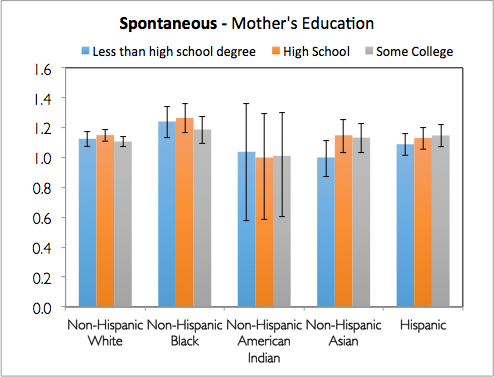 Spontaneous - Mother's Education
Less than high school degree High School Some College
1.6
1.4
1.2
1.0
0.8
0.6
0.4
0.2
0.0
Non-Hispanic White
Non-Hispanic Black
Non-Hispanic American Indian
Non-Hispanic Asian
Hispanic